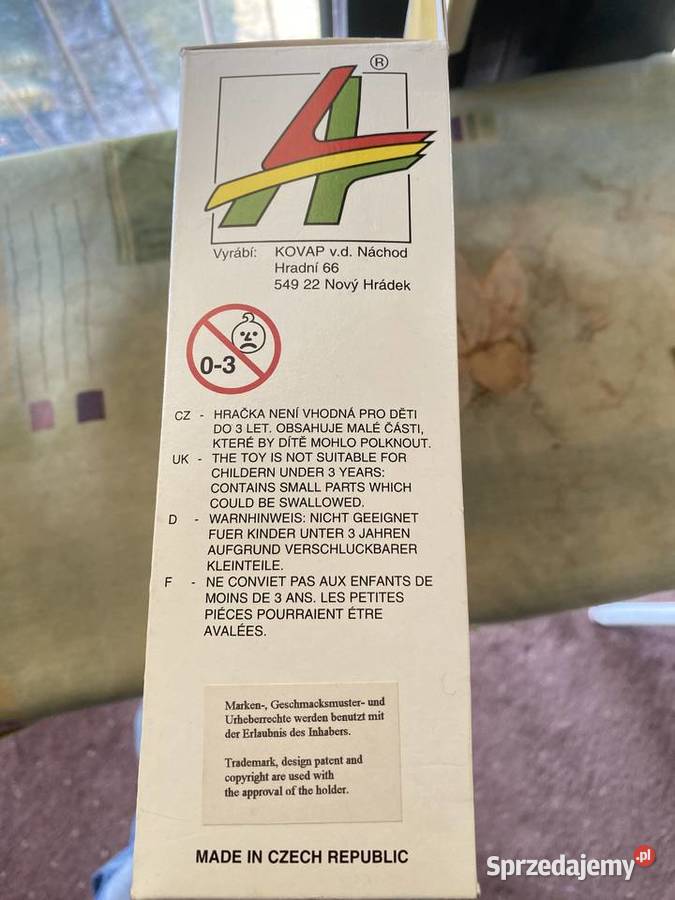 ®
Vyrábí: KOVAP v.d. Náchod
Hradní 66
549 22 Nový Hrádek
0-3
CZ - HRAČKA NENÍ VHODNÁ PRO DĚTI
DO 3 LET. OBSAHUJE MALÉ ČÁSTI,
KTERÉ BY DÍTĚ MOHLO POLKNOUT.
UK - THE TOY IS NOT SUITABLE FOR
CHILDERN UNDER 3 YEARS:
CONTAINS SMALL PARTS WHICH
COULD BE SWALLOWED.
D - WARNHINWEIS: NICHT GEEIGNET
FUER KINDER UNTER 3 JAHREN
AUFGRUND VERSCHLUCKBARER
KLEINTEILE.
F - NE CONVIET PAS AUX ENFANTS DE
MOINS DE 3 ANS. LES PETITES
PIÉCES POURRAIENT ÉTRE
AVALÉES.
Marken-, Geschmacksmuster- und
Urheberrechte werden benutzt mit
der Erlaubnis des Inhabers.
Trademark, design patent and
copyright are used with
the approval of the holder.
MADE IN CZECH REPUBLIC
Sprzedajemy.pl